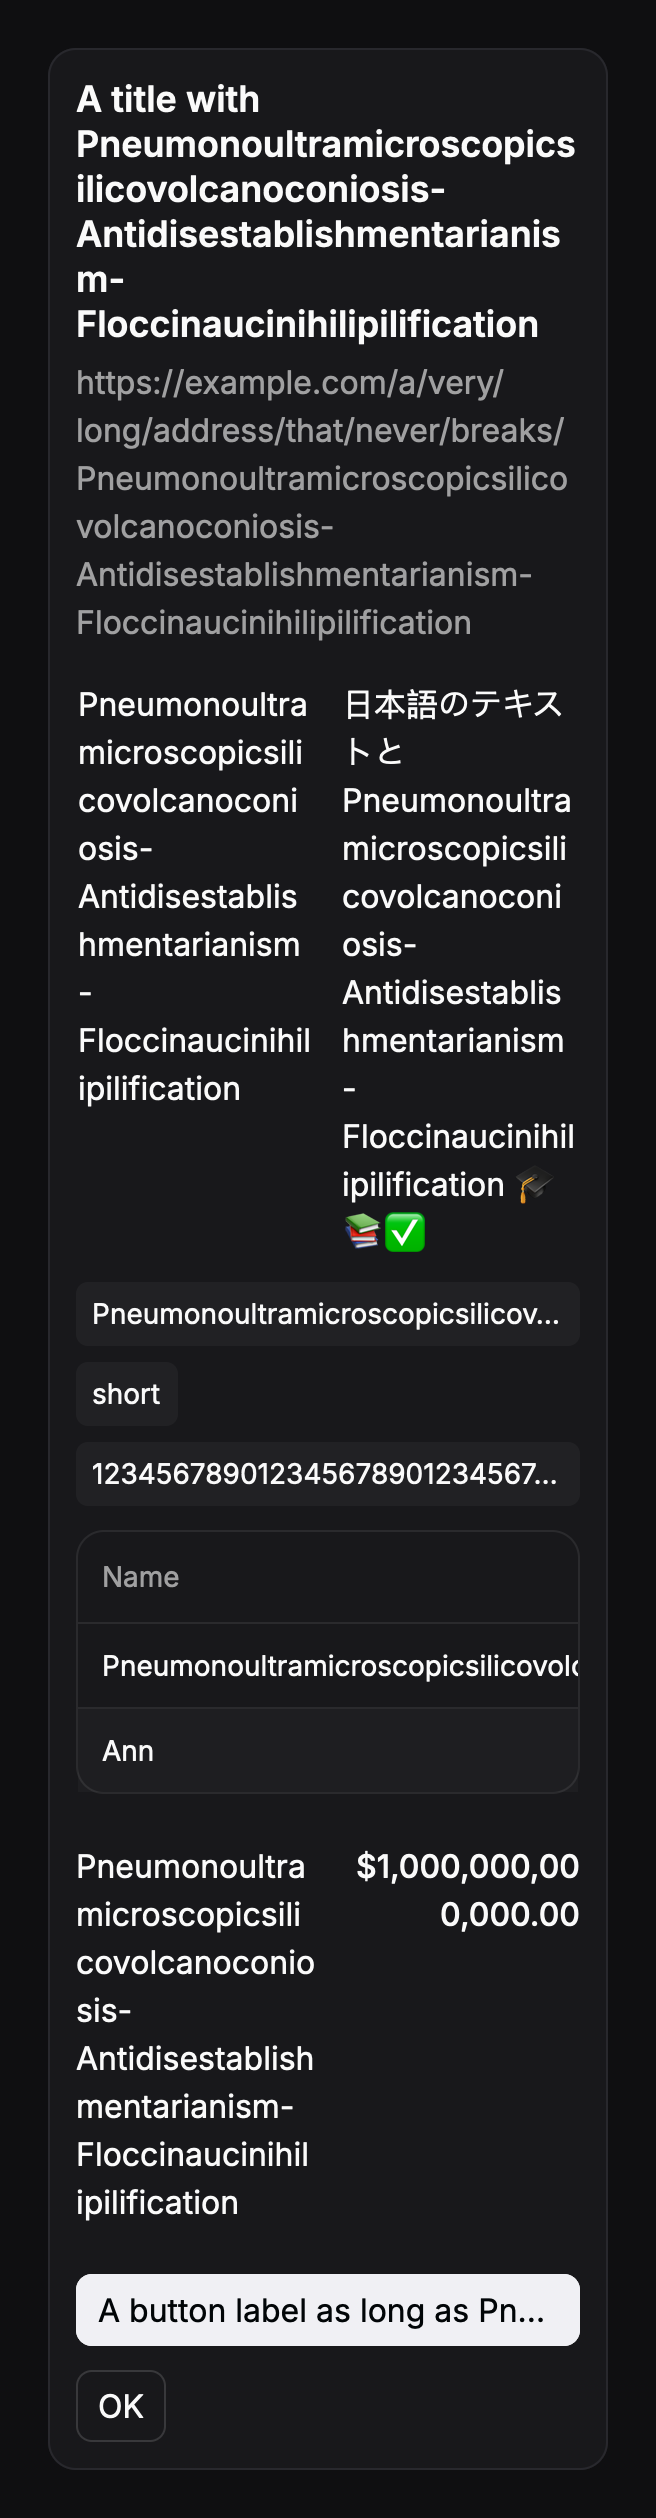 A title with
Pneumonoultramicroscopics
ilicovolcanoconiosis-
Antidisestablishmentarianis
m-
Floccinaucinihilipilification
https://example.com/a/very/
long/address/that/never/breaks/
Pneumonoultramicroscopicsilico
volcanoconiosis-
Antidisestablishmentarianism-
Floccinaucinihilipilification
Pneumonoultra
microscopicsili
covolcanoconi
osis-
Antidisestablis
hmentarianism
-
Floccinaucinihil
ipilification
日本語のテキス
トと
Pneumonoultra
microscopicsili
covolcanoconi
osis-
Antidisestablis
hmentarianism
-
Floccinaucinihil
ipilification 🎓
📚✅
Pneumonoultramicroscopicsilicov...
short
123456789012345678901234567...
Name
Pneumonoultramicroscopicsilicovolc
Ann
Pneumonoultra
microscopicsili
covolcanoconio
sis-
Antidisestablish
mentarianism-
Floccinaucinihil
ipilification
$1,000,000,00
0,000.00
A button label as long as Pn...
OK